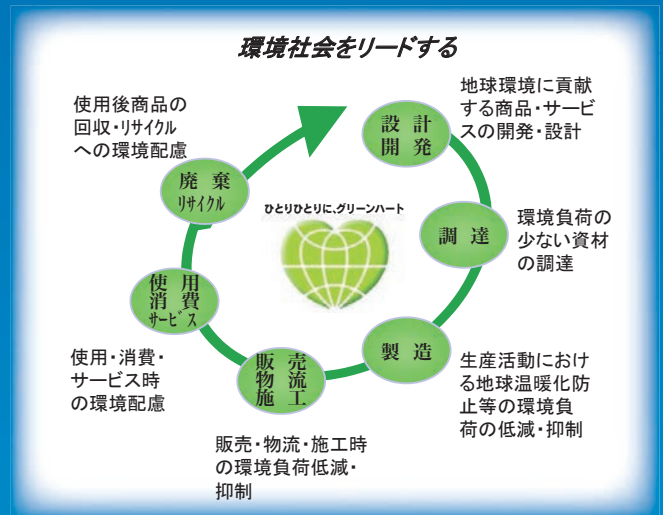 環境社会をリードする
設計
開発
地球環境に貢献
する商品・サービ
スの開発・設計
調達
環境負荷の
少ない資材
の調達
製造
生産活動におけ
る地球温暖化防
止等の環境負
荷の低減・抑制
販売
物流
施工
販売・物流・施工時
の環境負荷低減・
抑制
使用
消費
サービス
使用・消費・
サービス時
の環境配慮
廃棄
リサイクル
使用後商品の
回収・リサイクル
への環境配慮
ひとりひとりに、グリーンハート